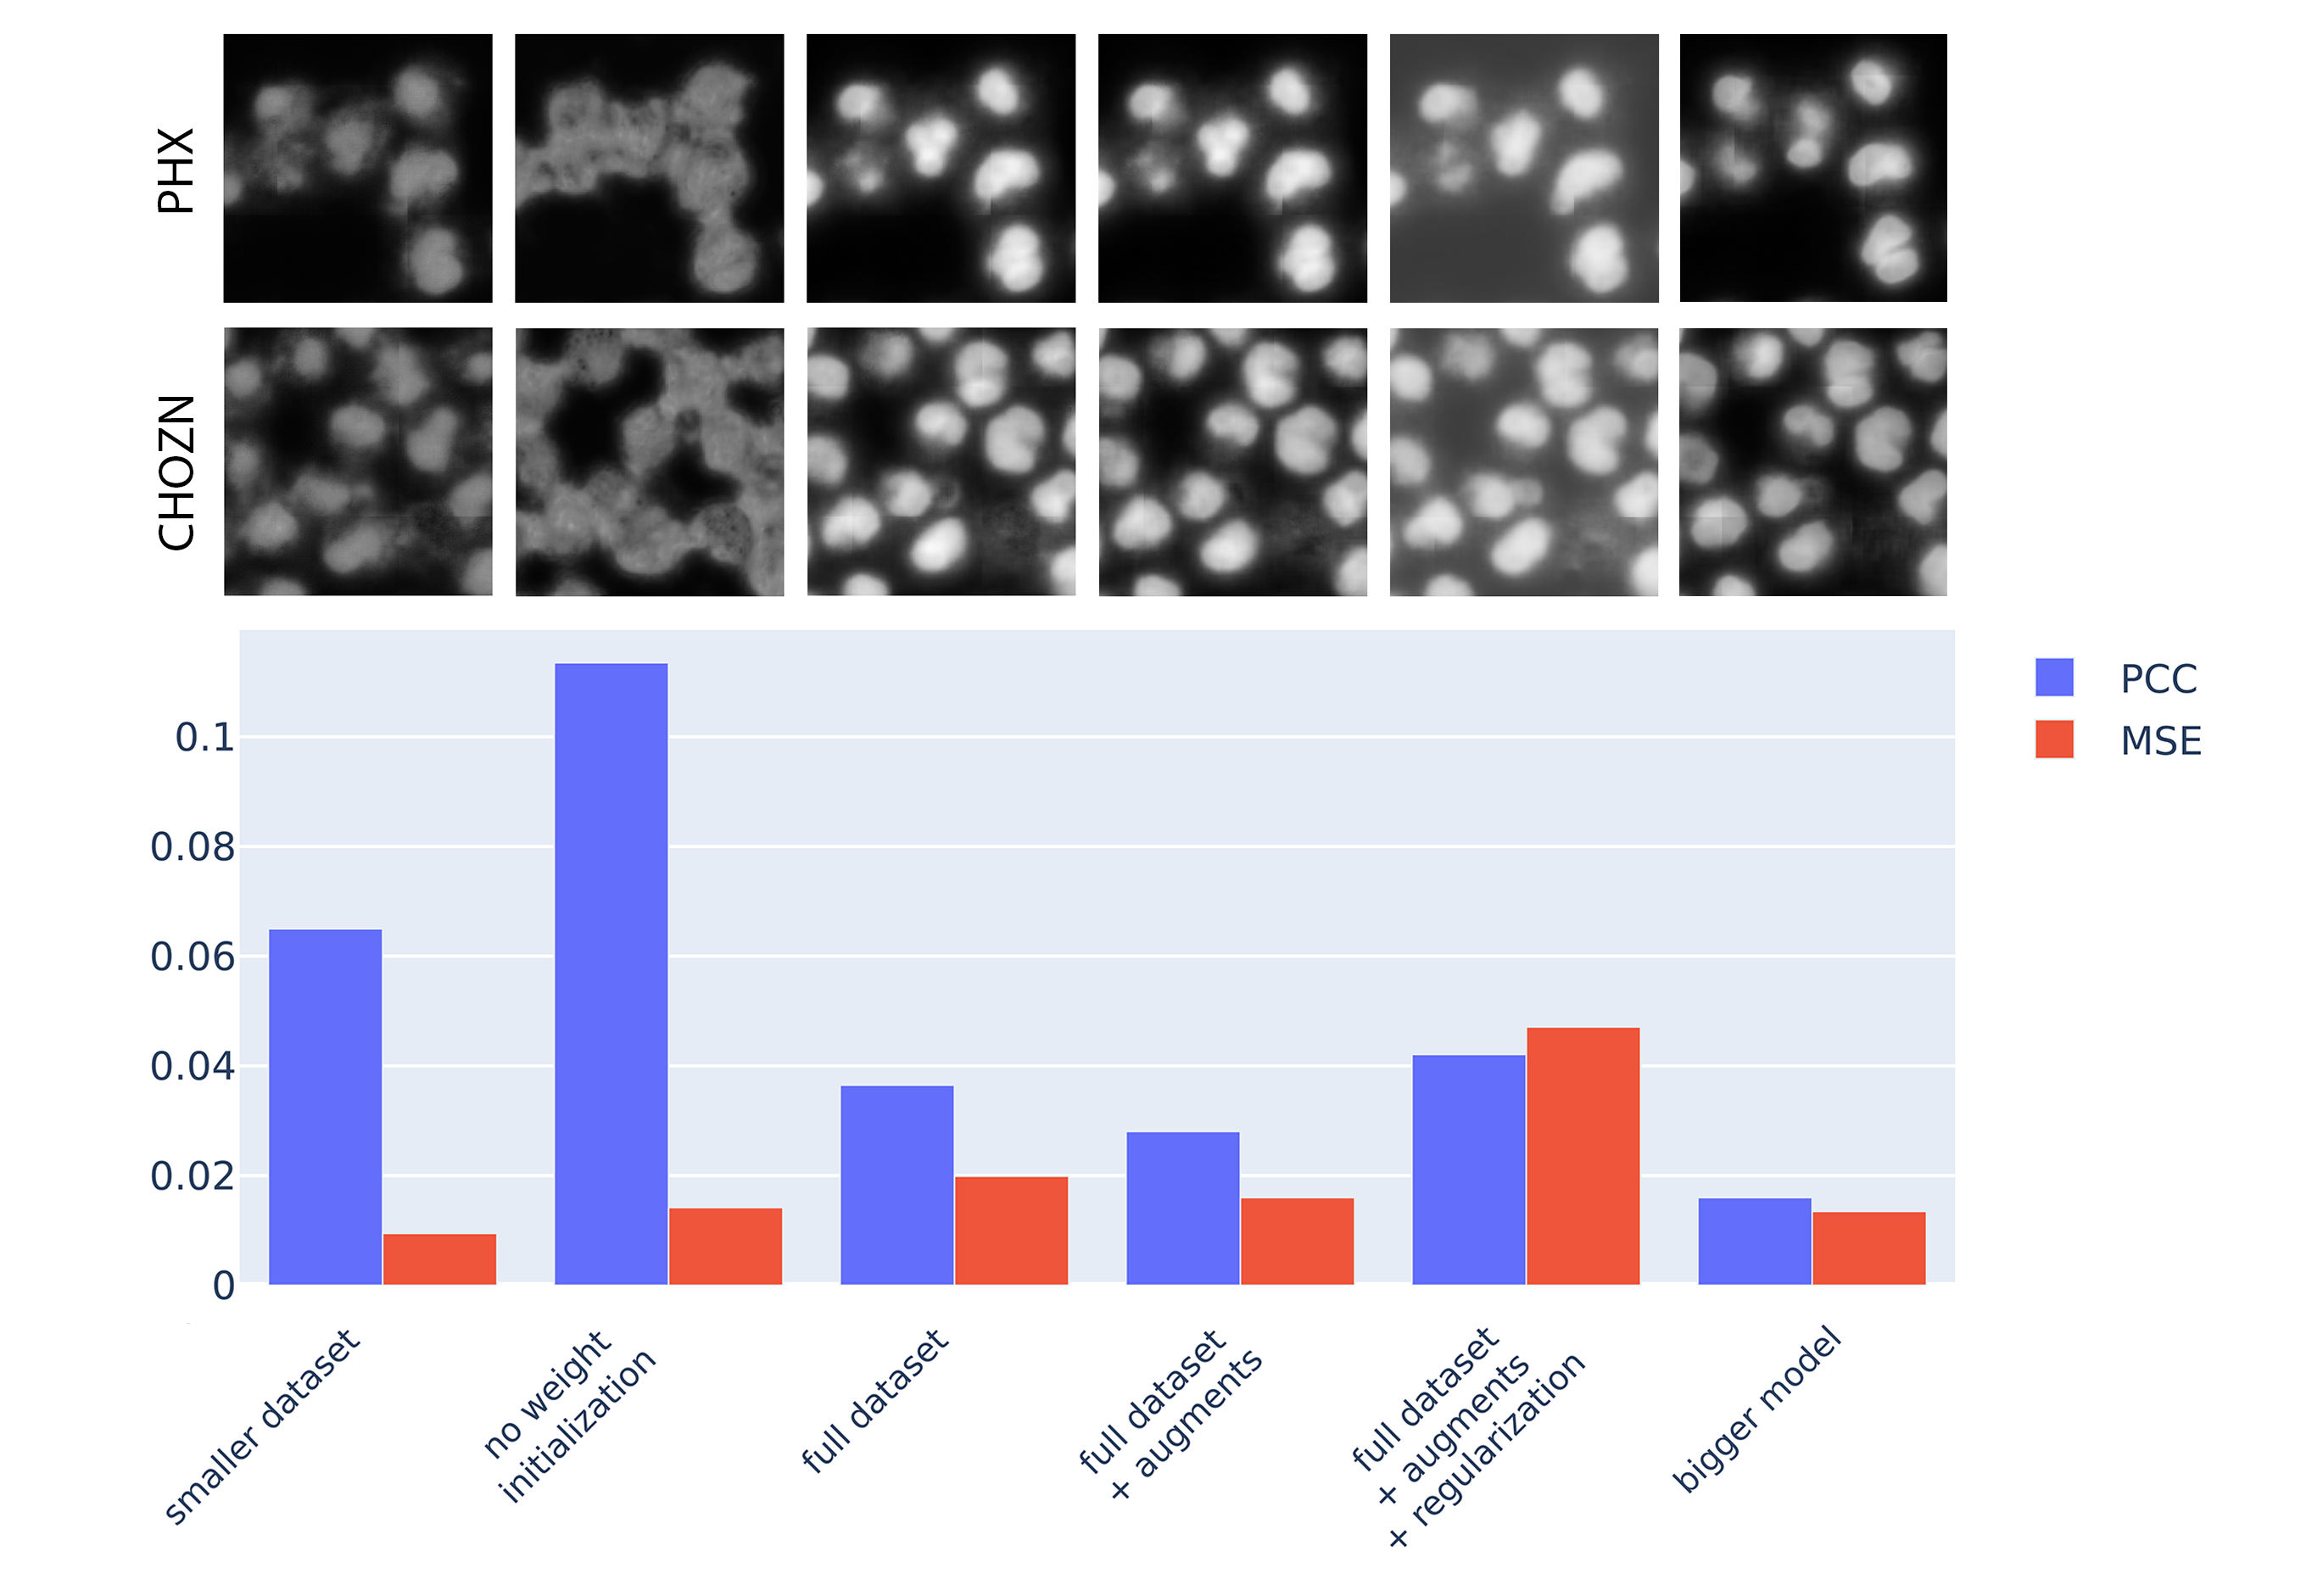 PHX
CHOZN
PCC
MSE
0.1
0.08
0.06
0.04
0.02
0
smaller dataset
no weight
initialization
full dataset
full dataset
+ augments
full dataset
+ augments
+ regularization
bigger model